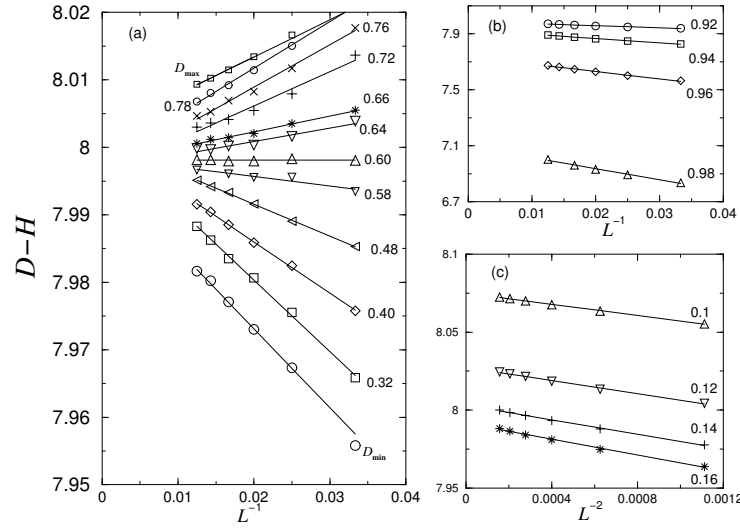 (a)
D–H
8.02
8.01
8
7.99
7.98
7.97
7.96
7.95
0 0.01 0.02 0.03 0.04
L⁻¹
D_max
0.78
0.76
0.72
0.66
0.64
0.60
0.58
0.48
0.40
0.32
D_min
(b)
7.9
7.5
7.0
6.7
0 0.01 0.02 0.03 0.04
L⁻¹
0.92
0.94
0.96
0.98
(c)
8.1
8.05
8
7.95
0 0.0004 0.0008 0.0012
L⁻²
0.1
0.12
0.14
0.16